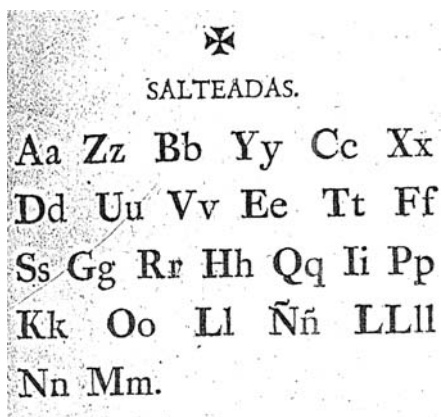 SALTEADAS.
Aa Zz Bb Yy Cc Xx
Dd Uu Vv Ee Tt Ff
Ss Gg Rr Hh Qq Ii Pp
Kk Oo Ll Ññ LLll
Nn Mm.